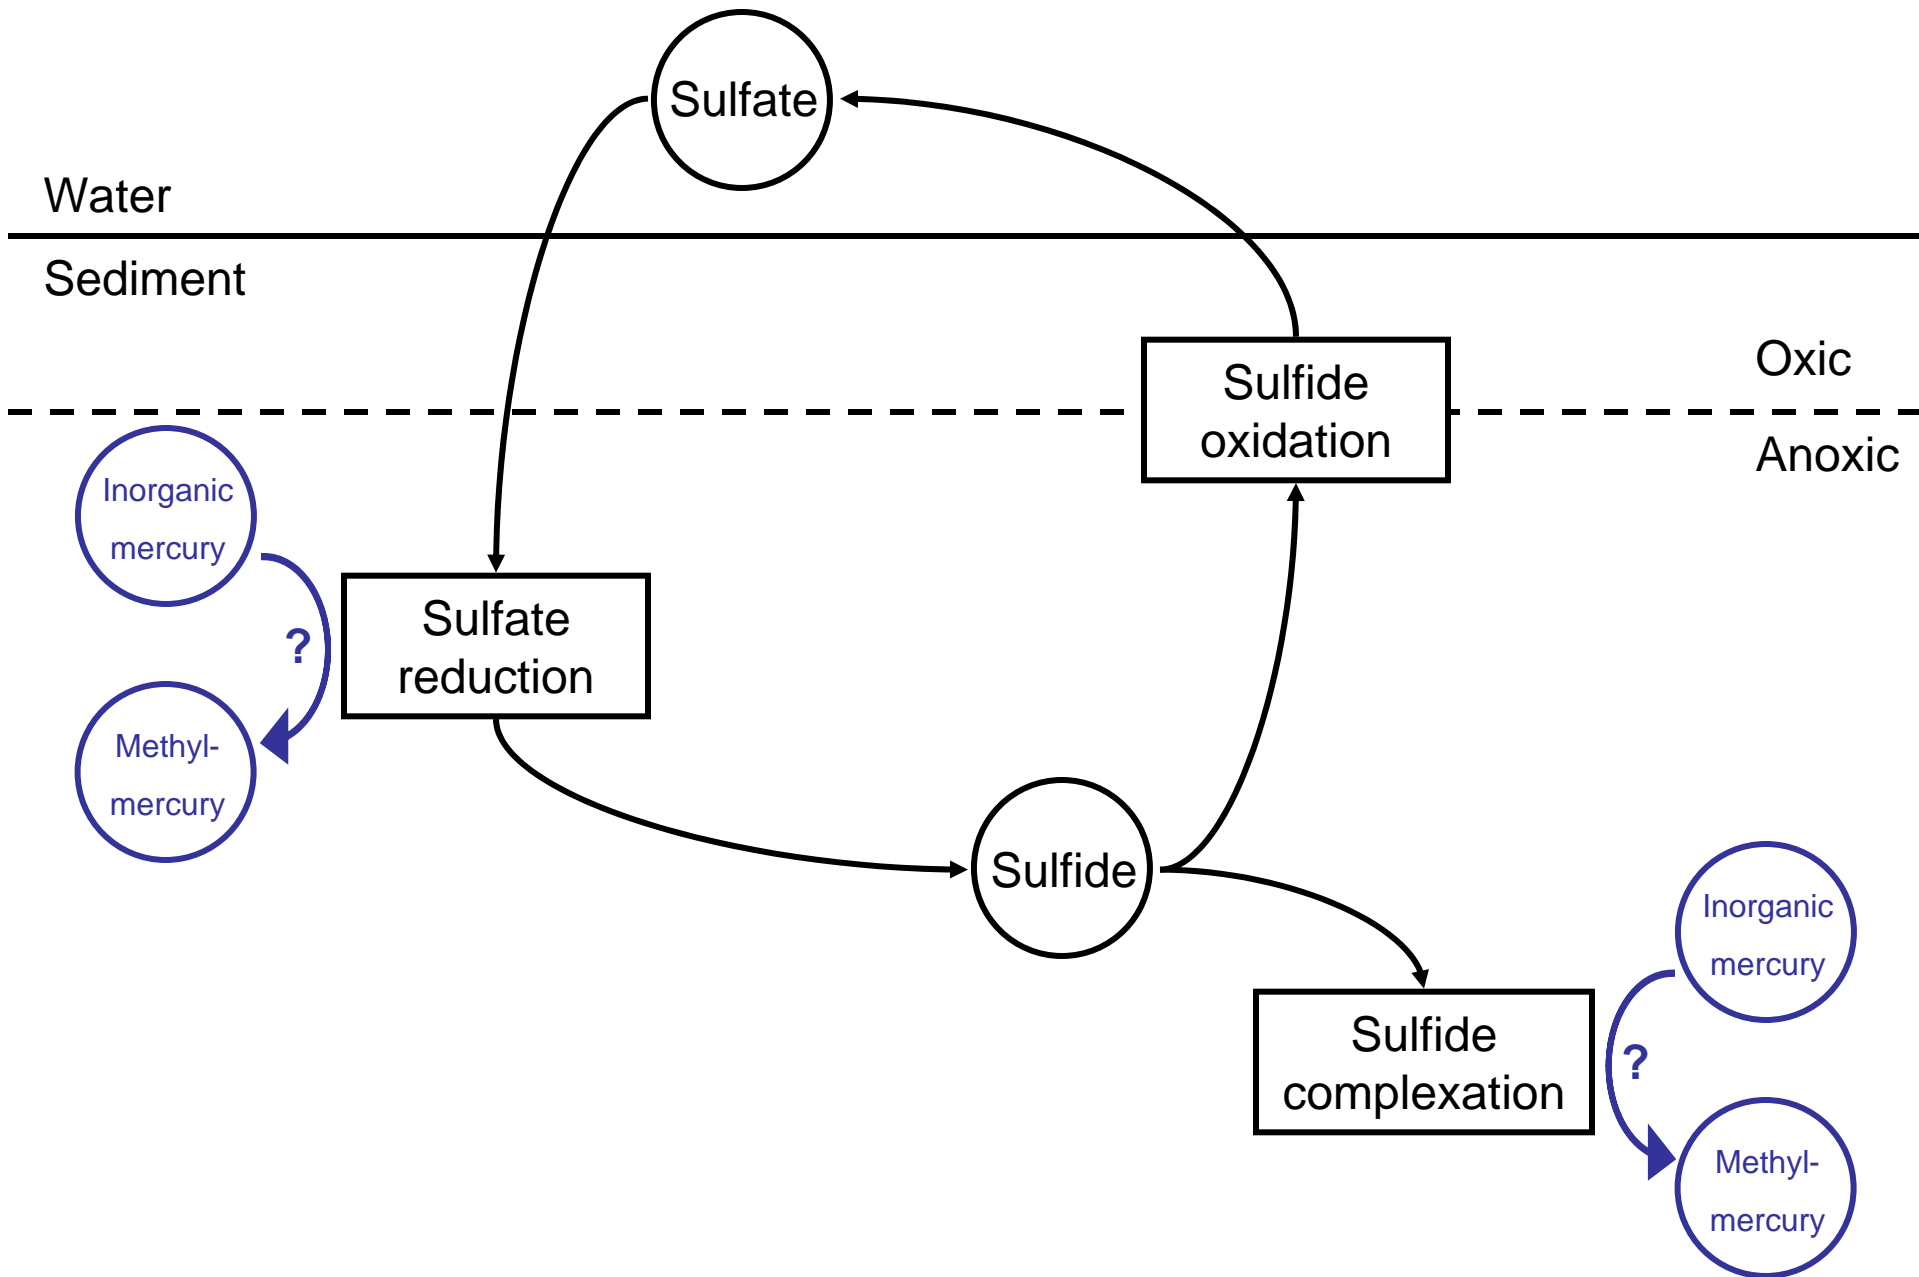 Sulfate
Water
Sediment
Sulfide
oxidation
Oxic
Anoxic
Inorganic
mercury
?
Methyl-
mercury
Sulfate
reduction
Sulfide
Sulfide
complexation
Inorganic
mercury
?
Methyl-
mercury